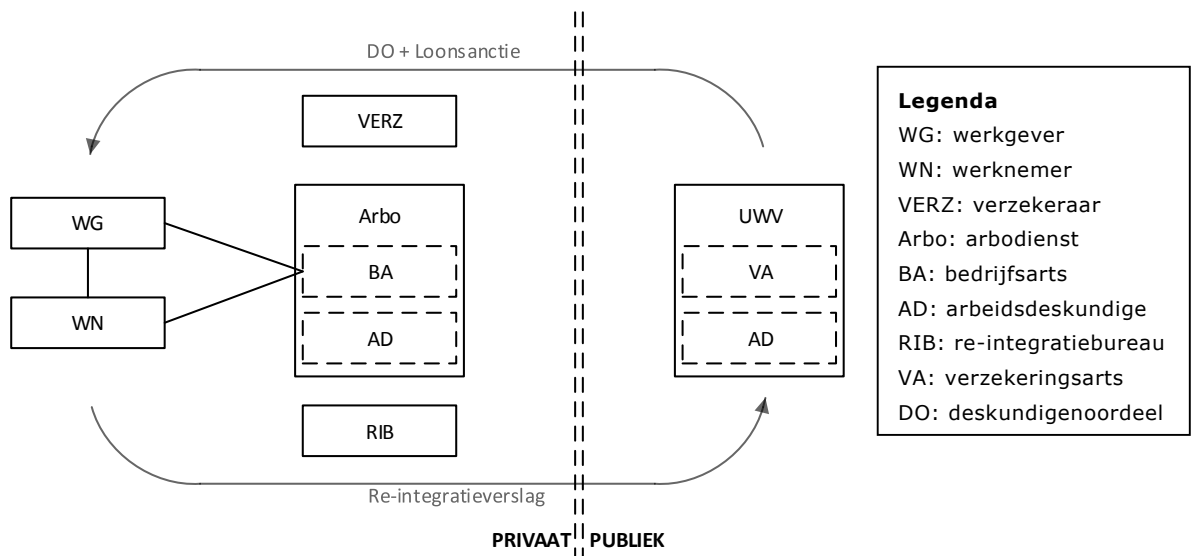 DO + Loonsanctie
VERZ
WG
WN
Arbo
BA
AD
RIB
UWV
VA
AD
Re-integratieverslag
PRIVAAT
PUBLIEK
Legenda
WG: werkgever
WN: werknemer
VERZ: verzekeraar
Arbo: arbodienst
BA: bedrijfsarts
AD: arbeidsdeskundige
RIB: re-integratiebureau
VA: verzekeringsarts
DO: deskundigenoordeel